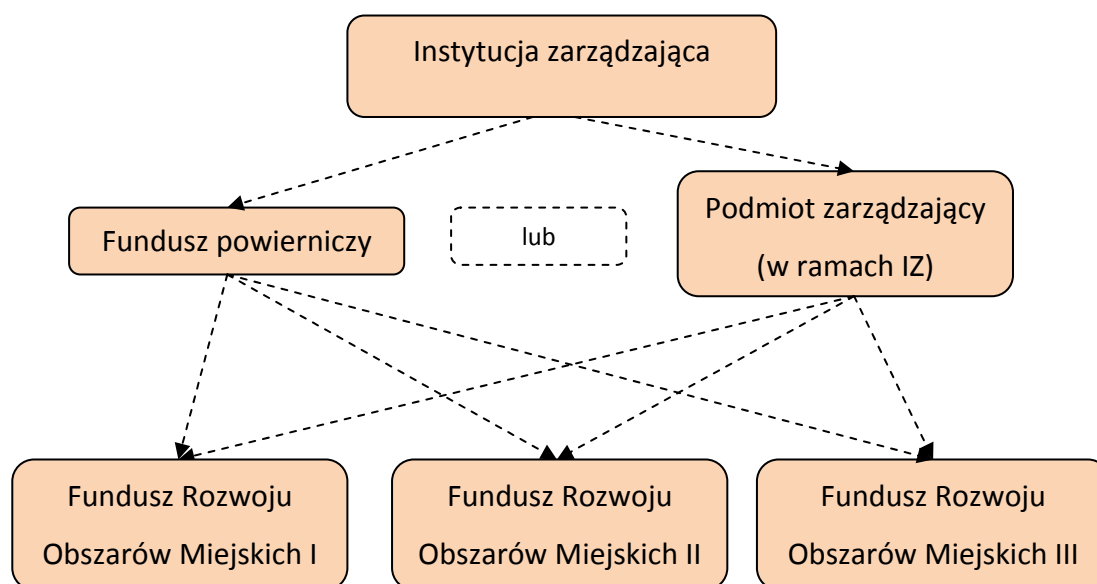 Instytucja zarządzająca
Fundusz powierniczy
lub
Podmiot zarządzający
(w ramach IZ)
Fundusz Rozwoju
Obszarów Miejskich I
Fundusz Rozwoju
Obszarów Miejskich II
Fundusz Rozwoju
Obszarów Miejskich III